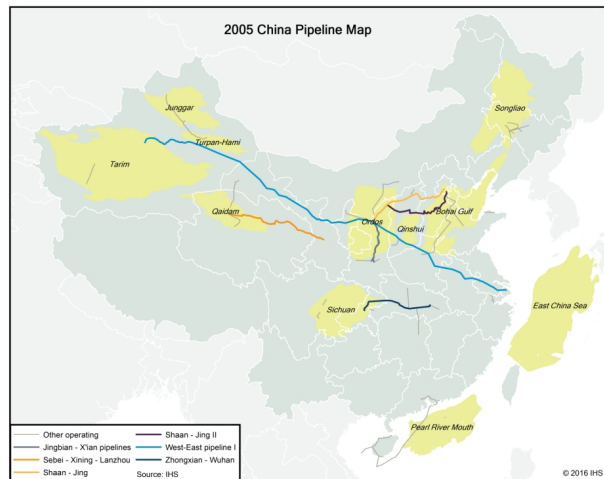 2005 China Pipeline Map
Junggar
Songliao
Turpan-Hami
Tarim
Qaidam
Ordos
Bohai Gulf
Qinshui
Sichuan
East China Sea
Pearl River Mouth
Other operating
Jingbian - X'ian pipelines
Sebei - Xining - Lanzhou
Shaan - Jing
Shaan - Jing II
West-East pipeline I
Zhongxian - Wuhan
Source: IHS
© 2016 IHS